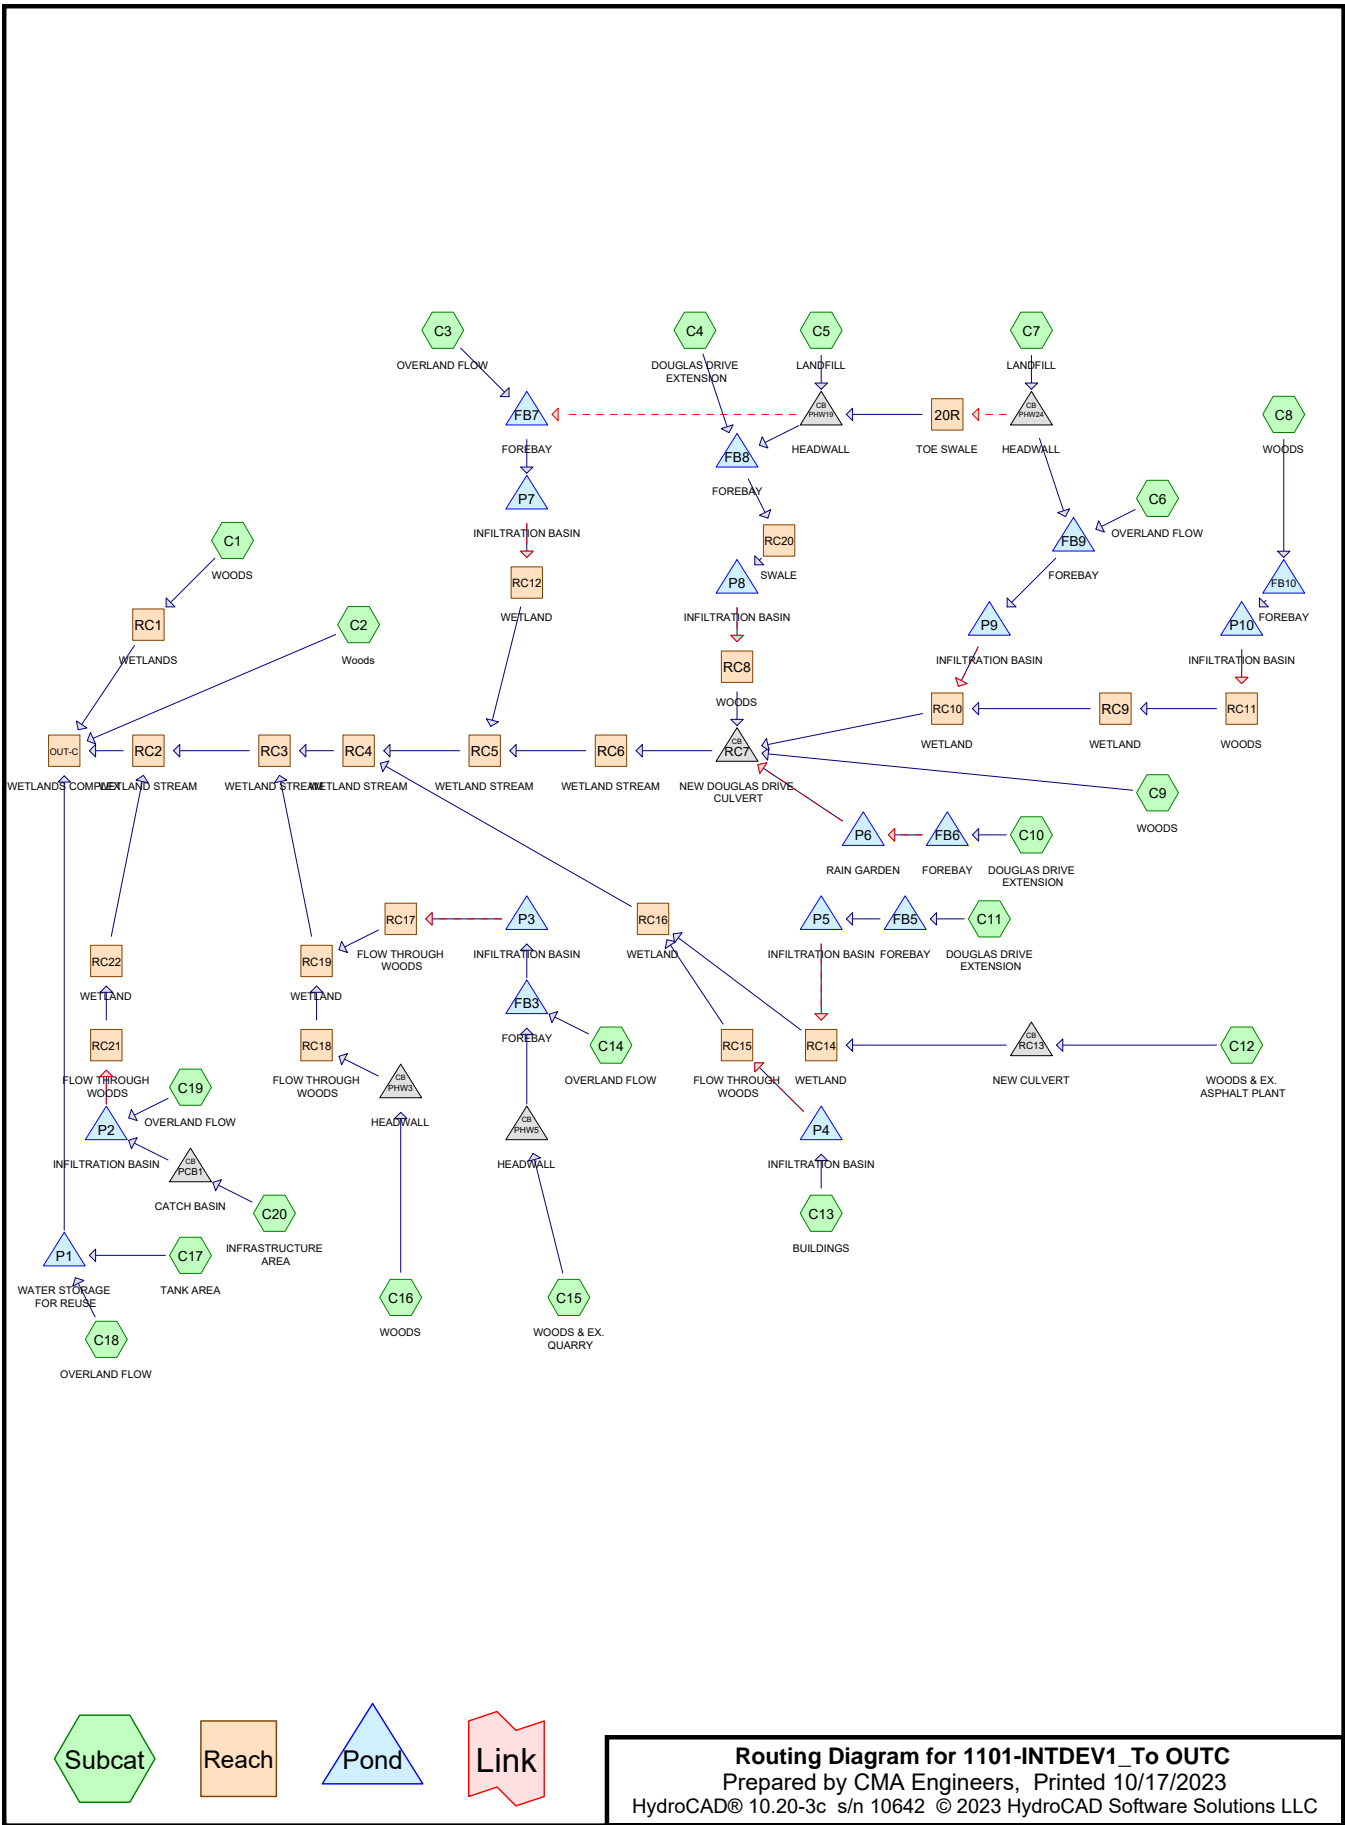 C3
OVERLAND FLOW
C4
DOUGLAS DRIVE
EXTENSION
C5
LANDFILL
C7
LANDFILL
FB7
FOREBAY
CB
PHW19
HEADWALL
20R
TOE SWALE
CB
PHW24
HEADWALL
C8
WOODS
FB8
FOREBAY
P7
INFILTRATION BASIN
C6
OVERLAND FLOW
C1
WOODS
RC20
SWALE
FB9
FOREBAY
RC12
WETLAND
P8
INFILTRATION BASIN
FB10
FOREBAY
RC1
WETLANDS
C2
Woods
P9
INFILTRATION BASIN
P10
INFILTRATION BASIN
RC8
WOODS
RC10
WETLAND
RC9
WETLAND
RC11
WOODS
OUT-C
WETLANDS COMPLEX
RC2
WETLAND STREAM
RC3
WETLAND STREAM
RC4
WETLAND STREAM
RC5
WETLAND STREAM
RC6
WETLAND STREAM
CB
RC7
NEW DOUGLAS DRIVE
CULVERT
C9
WOODS
P6
RAIN GARDEN
FB6
FOREBAY
C10
DOUGLAS DRIVE
EXTENSION
RC17
FLOW THROUGH
WOODS
P3
INFILTRATION BASIN
RC16
WETLAND
P5
INFILTRATION BASIN
FB5
FOREBAY
C11
DOUGLAS DRIVE
EXTENSION
RC22
WETLAND
RC19
WETLAND
FB3
FOREBAY
RC21
FLOW THROUGH
WOODS
RC18
FLOW THROUGH
WOODS
C14
OVERLAND FLOW
RC15
FLOW THROUGH
WOODS
RC14
WETLAND
CB
RC13
NEW CULVERT
C12
WOODS & EX.
ASPHALT PLANT
C19
OVERLAND FLOW
CB
PHW3
HEADWALL
P2
INFILTRATION BASIN
CB
PHW5
HEADWALL
P4
INFILTRATION BASIN
CB
PCB1
CATCH BASIN
C20
INFRASTRUCTURE
AREA
C13
BUILDINGS
P1
WATER STORAGE
FOR REUSE
C17
TANK AREA
C16
WOODS
C15
WOODS & EX.
QUARRY
C18
OVERLAND FLOW
Subcat
Reach
Pond
Link
Routing Diagram for 1101-INTDEV1_To OUTC
Prepared by CMA Engineers, Printed 10/17/2023
HydroCAD® 10.20-3c s/n 10642 © 2023 HydroCAD Software Solutions LLC